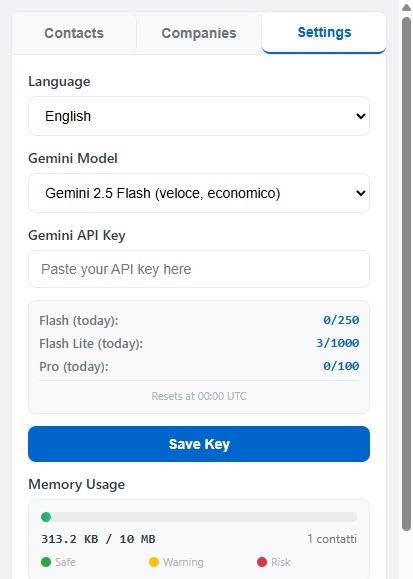 Contacts Companies Settings
Language
English
Gemini Model
Gemini 2.5 Flash (veloce, economico)
Gemini API Key
Paste your API key here
Flash (today): 0/250
Flash Lite (today): 3/1000
Pro (today): 0/100
Resets at 00:00 UTC
Save Key
Memory Usage
313.2 KB / 10 MB 1 contatti
Safe Warning Risk